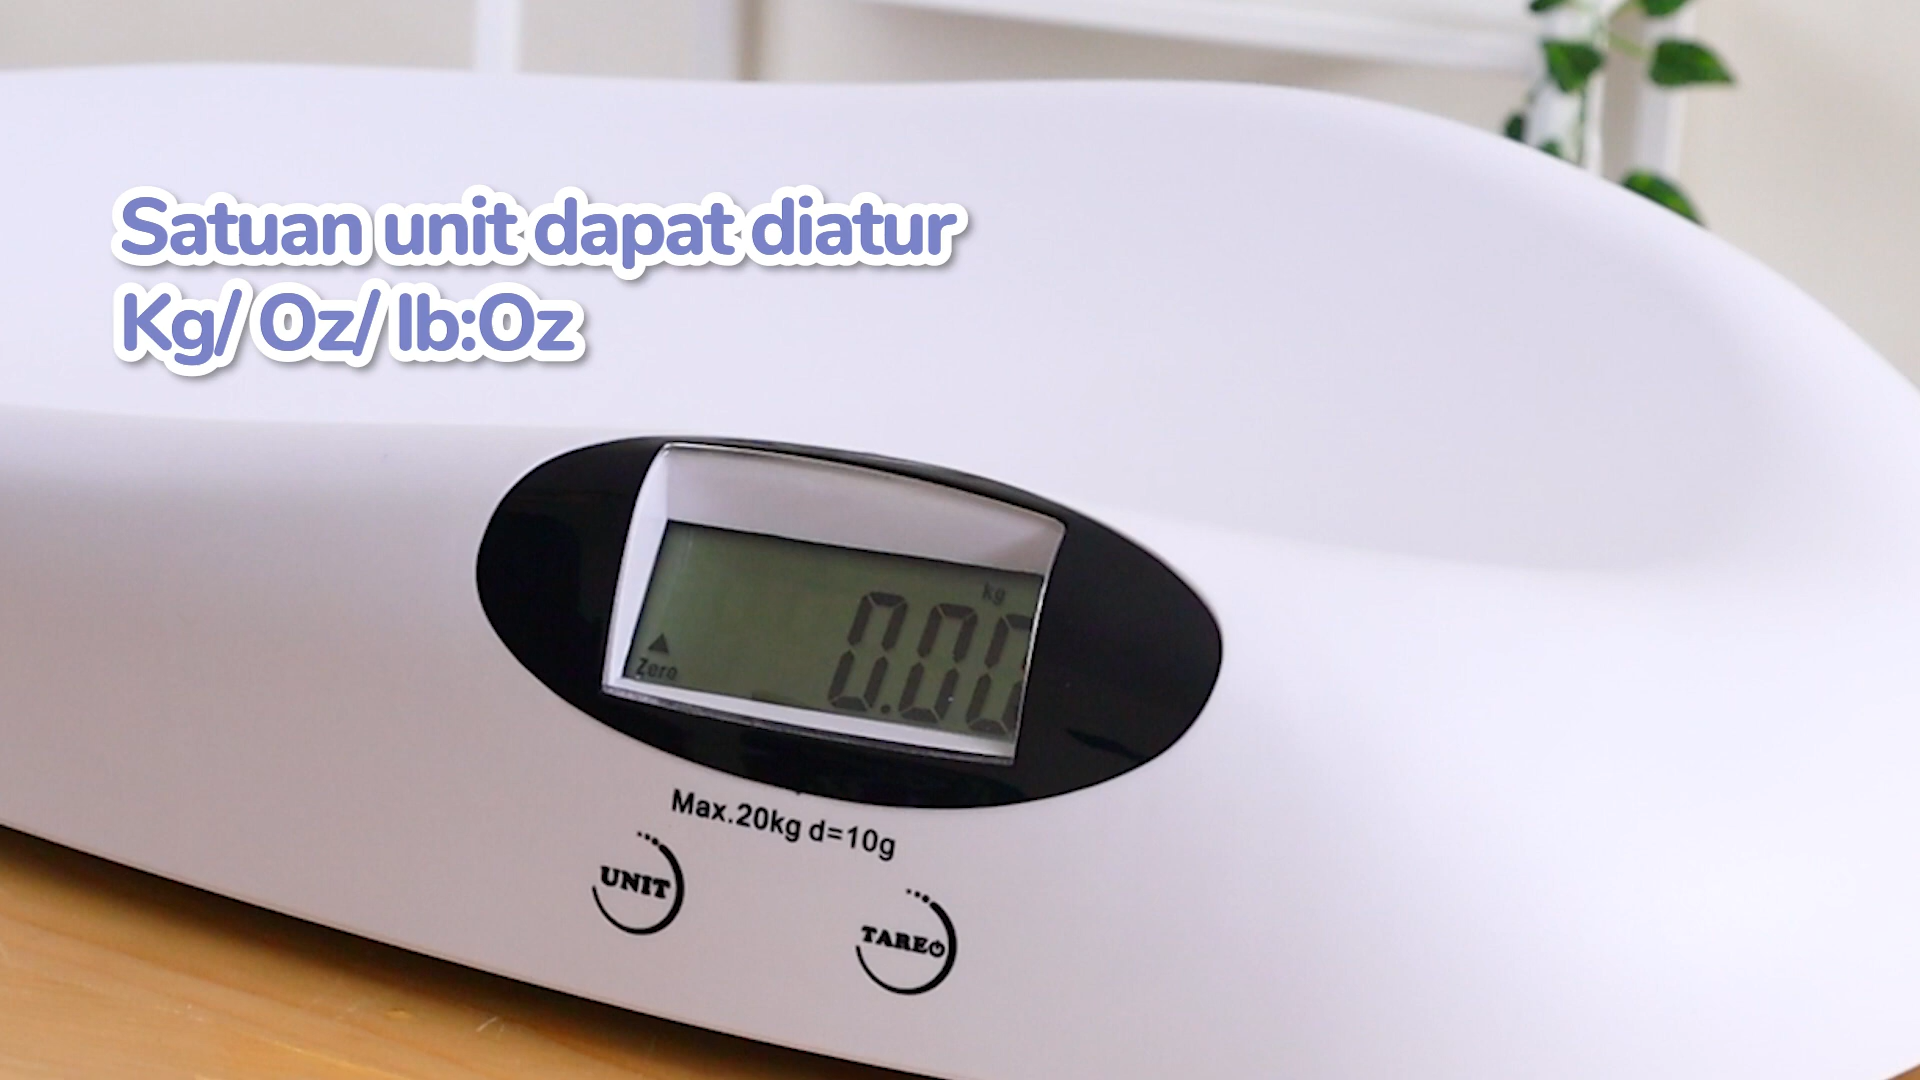 Satuan unit dapat diatur
Kg/ Oz/ lb:Oz
kg
0.00
Zero
Max.20kg d=10g
UNIT
TARE